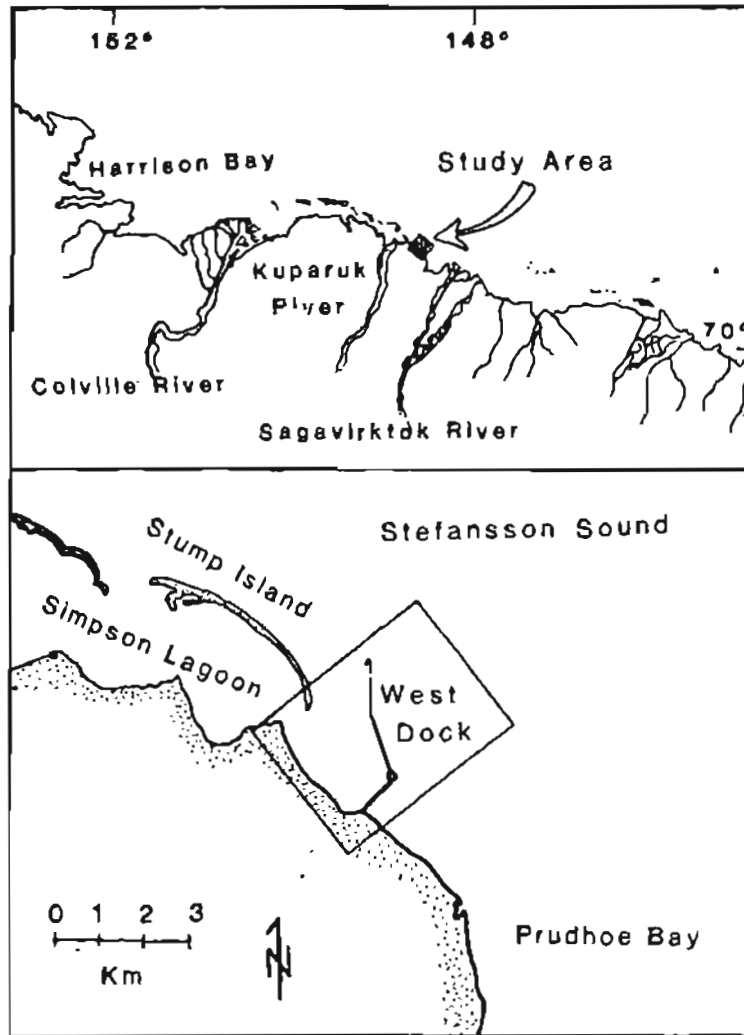 152°
148°
Harrison Bay
Study Area
Kuparuk
River
70°
Colville River
Sagavirktok River
Stefansson Sound
Stump Island
Simpson Lagoon
West
Dock
0 1 2 3
Km
N
Prudhoe Bay